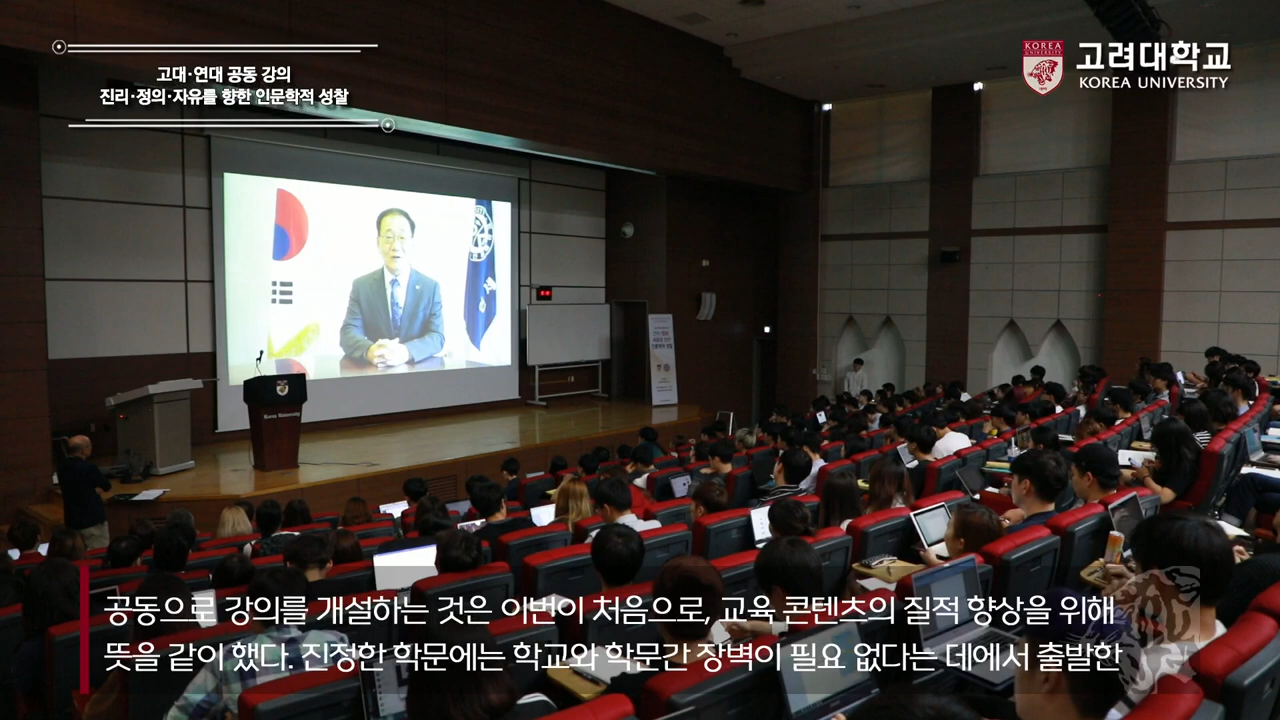 고대·연대 공동 강의
진리·정의·자유를 향한 인문학적 성찰
KOREA
고려대학교
KOREA UNIVERSITY
Korea University
공동으로 강의를 개설하는 것은 이번이 처음으로, 교육 콘텐츠의 질적 향상을 위해
뜻을 같이 했다. 진정한 학문에는 학교와 학문간 장벽이 필요 없다는 데에서 출발한